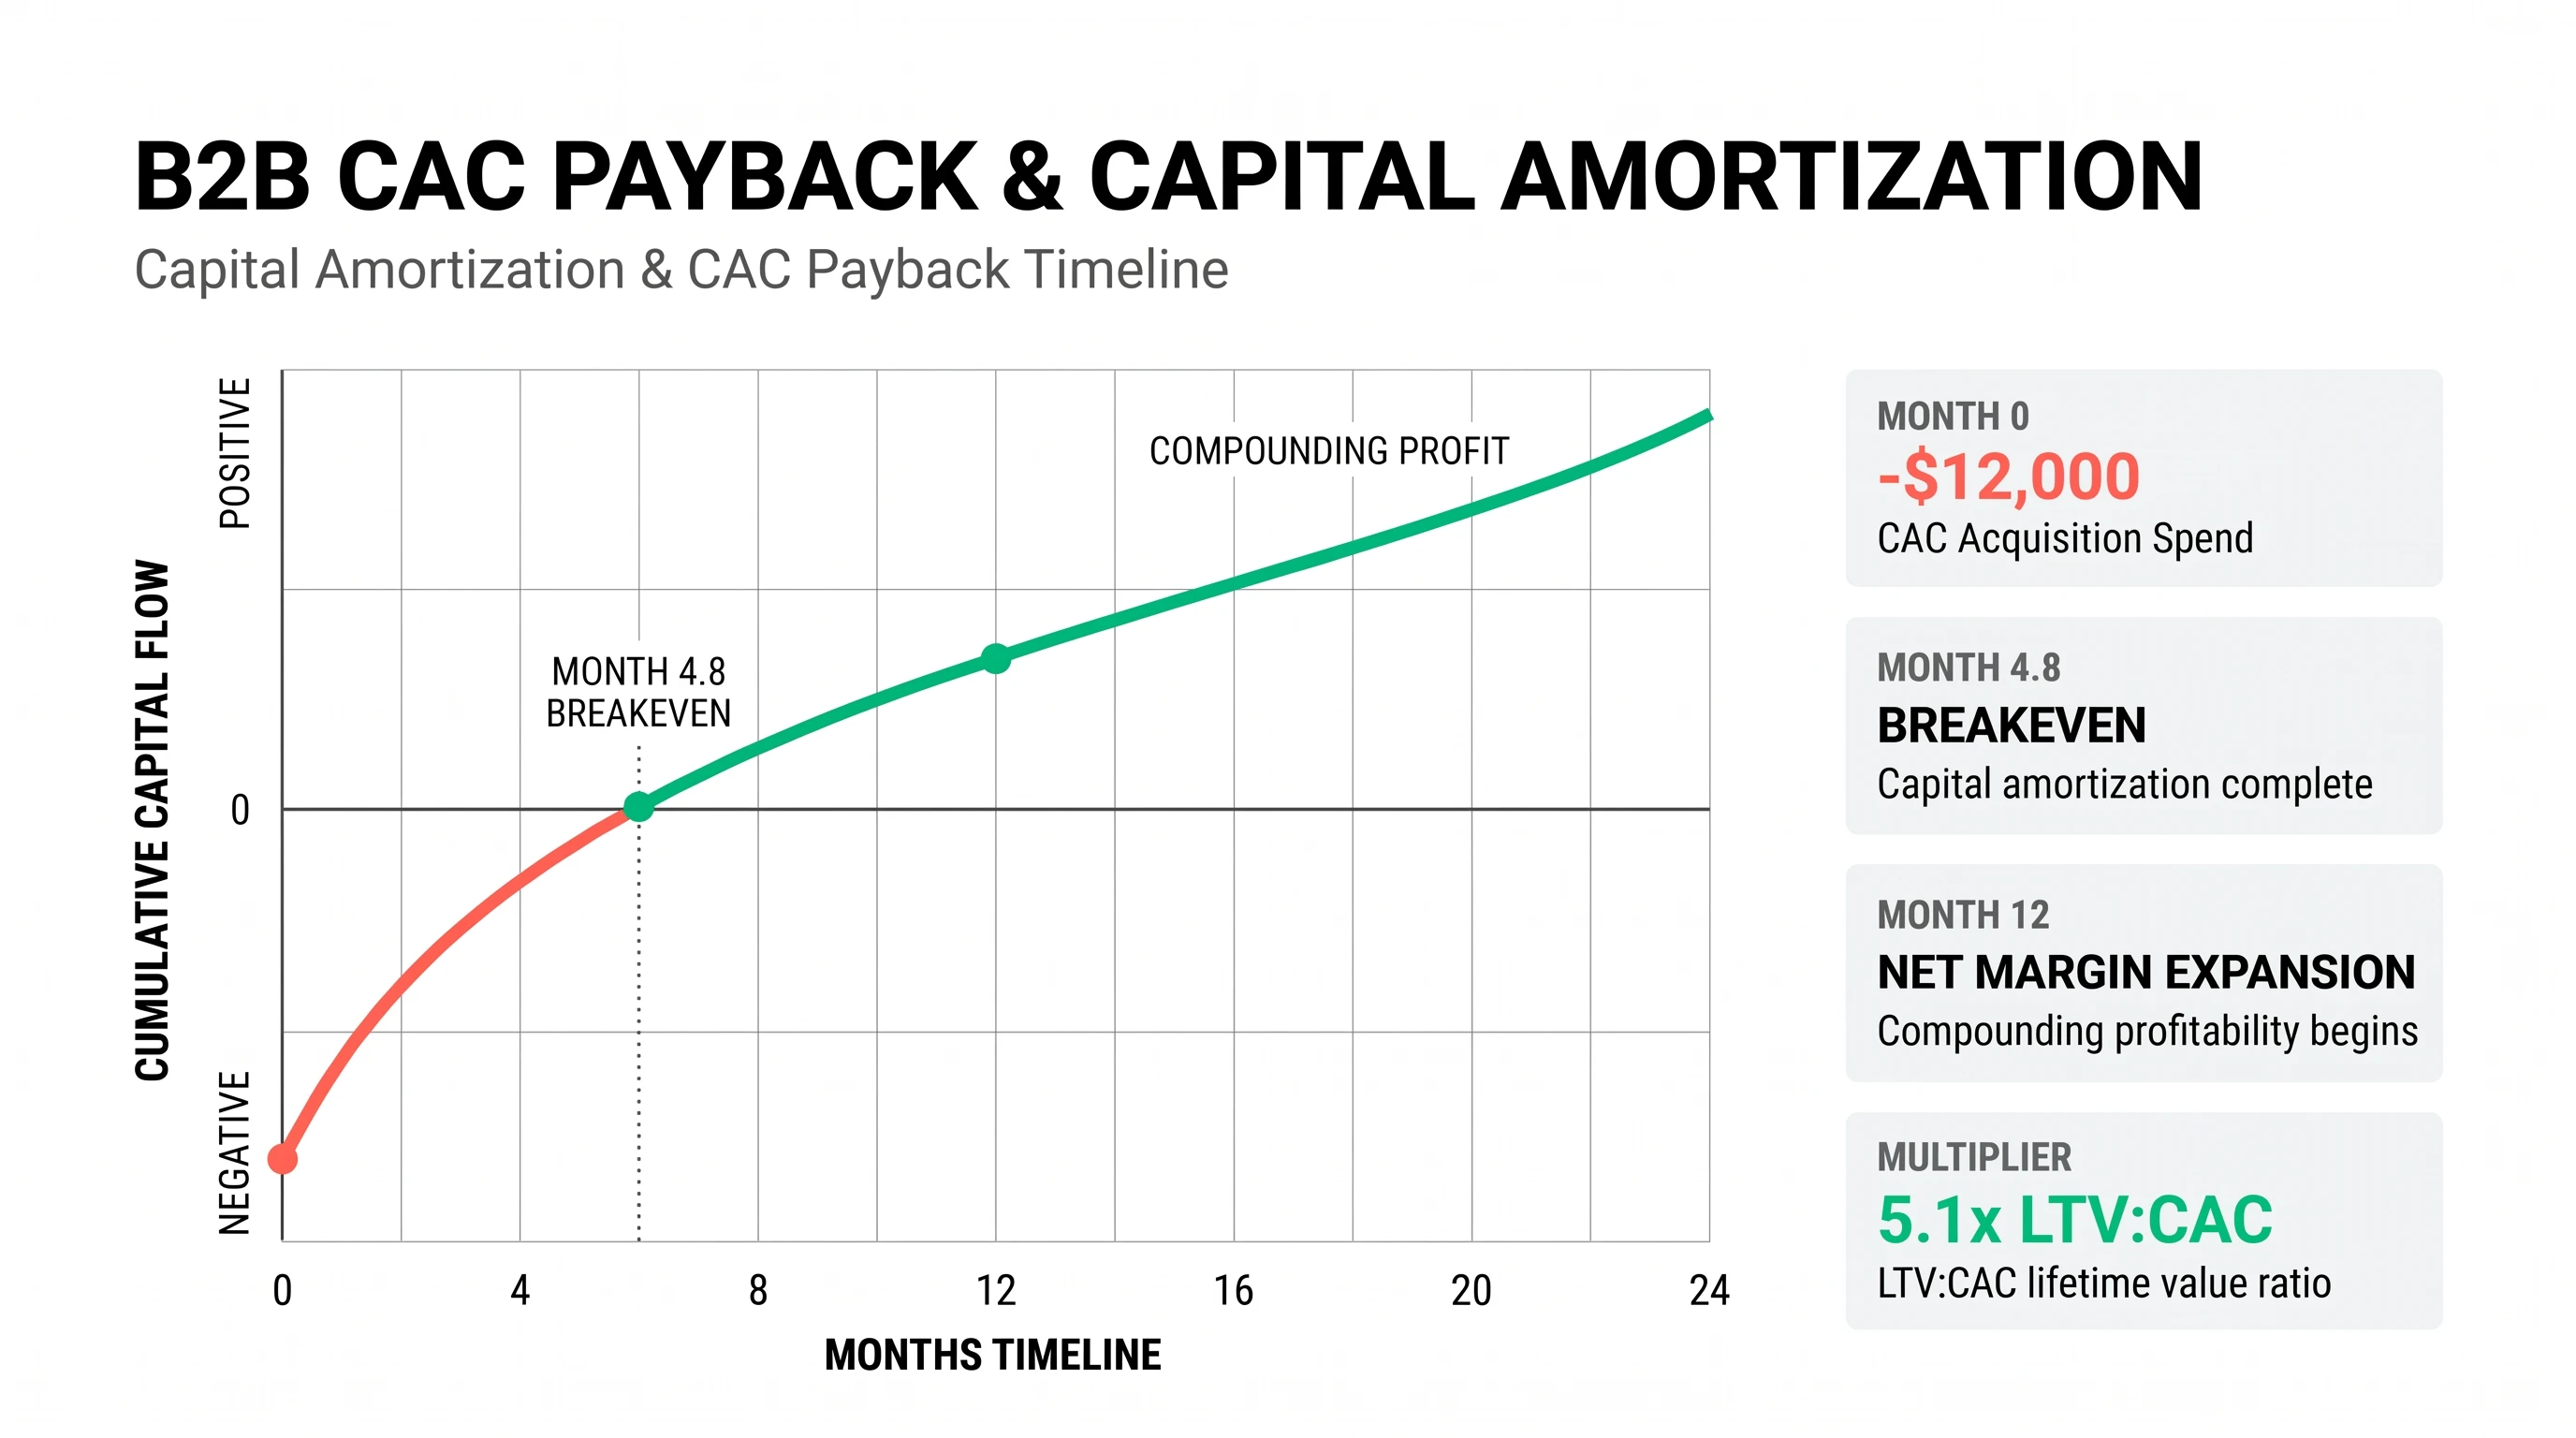 B2B CAC PAYBACK & CAPITAL AMORTIZATION
Capital Amortization & CAC Payback Timeline
CUMULATIVE CAPITAL FLOW
POSITIVE
0
NEGATIVE
COMPOUNDING PROFIT
MONTH 4.8
BREAKEVEN
0 4 8 12 16 20 24
MONTHS TIMELINE
MONTH 0
-$12,000
CAC Acquisition Spend
MONTH 4.8
BREAKEVEN
Capital amortization complete
MONTH 12
NET MARGIN EXPANSION
Compounding profitability begins
MULTIPLIER
5.1x LTV:CAC
LTV:CAC lifetime value ratio